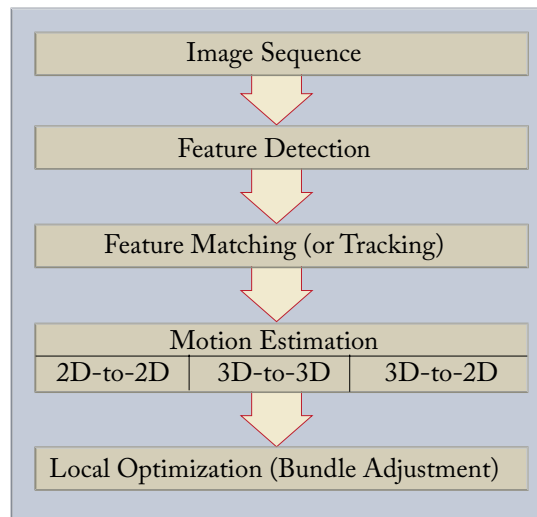 Image Sequence
Feature Detection
Feature Matching (or Tracking)
Motion Estimation
2D-to-2D 3D-to-3D 3D-to-2D
Local Optimization (Bundle Adjustment)